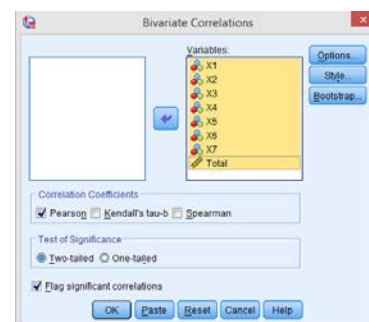 Bivariate Correlations
Variables:
X1
X2
X3
X4
X5
X6
X7
Total
Options...
Style...
Bootstrap...
Correlation Coefficients
Pearson Kendall's tau-b Spearman
Test of Significance
Two-tailed One-tailed
Flag significant correlations
OK Paste Reset Cancel Help